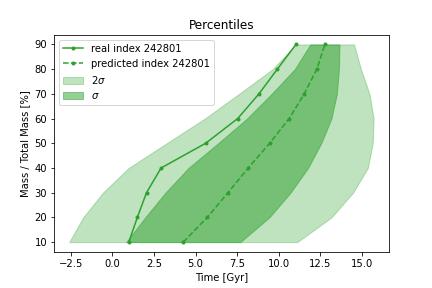 Percentiles
real index 242801
predicted index 242801
2σ
σ
Mass / Total Mass [%]
90
80
70
60
50
40
30
20
10
−2.5 0.0 2.5 5.0 7.5 10.0 12.5 15.0
Time [Gyr]